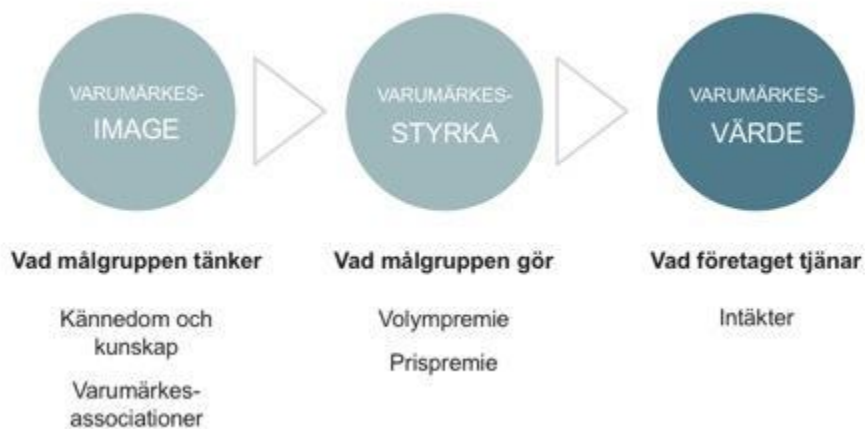 VARUMÄRKES-
IMAGE
VARUMÄRKES-
STYRKA
VARUMÄRKES-
VÄRDE
Vad målgruppen tänker
Kännedom och
kunskap
Varumärkes-
associationer
Vad målgruppen gör
Volympremie
Prispremie
Vad företaget tjänar
Intäkter